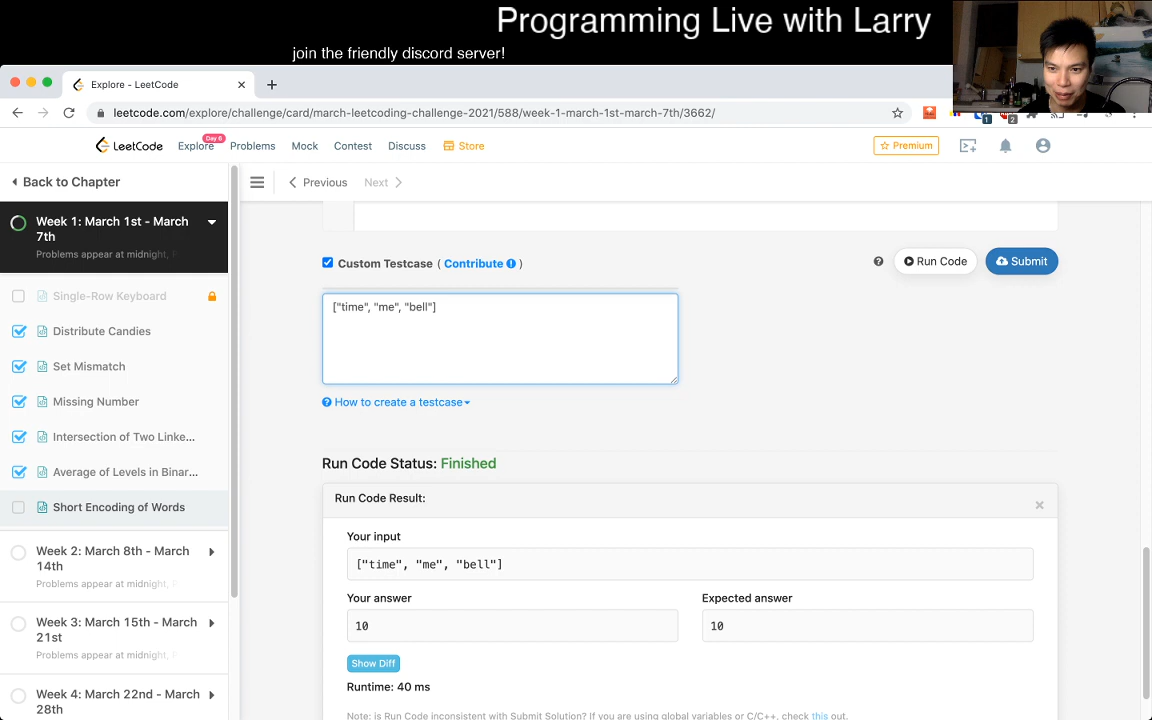 Programming Live with Larry
join the friendly discord server!
Explore - LeetCode
leetcode.com/explore/challenge/card/march-leetcoding-challenge-2021/588/week-1-march-1st-march-7th/3662/
1
2
LeetCode
Explore
Day 6
Problems
Mock
Contest
Discuss
Store
Premium
Back to Chapter
Previous
Next
Week 1: March 1st - March
7th
Problems appear at midnight,
Single-Row Keyboard
Distribute Candies
Set Mismatch
Missing Number
Intersection of Two Linke...
Average of Levels in Binar...
Short Encoding of Words
Week 2: March 8th - March
14th
Problems appear at midnight,
Week 3: March 15th - March
21st
Problems appear at midnight,
Week 4: March 22nd - March
28th
Custom Testcase ( Contribute )
Run Code
Submit
["time", "me", "bell"]
How to create a testcase
Run Code Status: Finished
Run Code Result:
Your input
["time", "me", "bell"]
Your answer
Expected answer
10
10
Show Diff
Runtime: 40 ms
Note: is Run Code inconsistent with Submit Solution? If you are using global variables or C/C++, check this out.